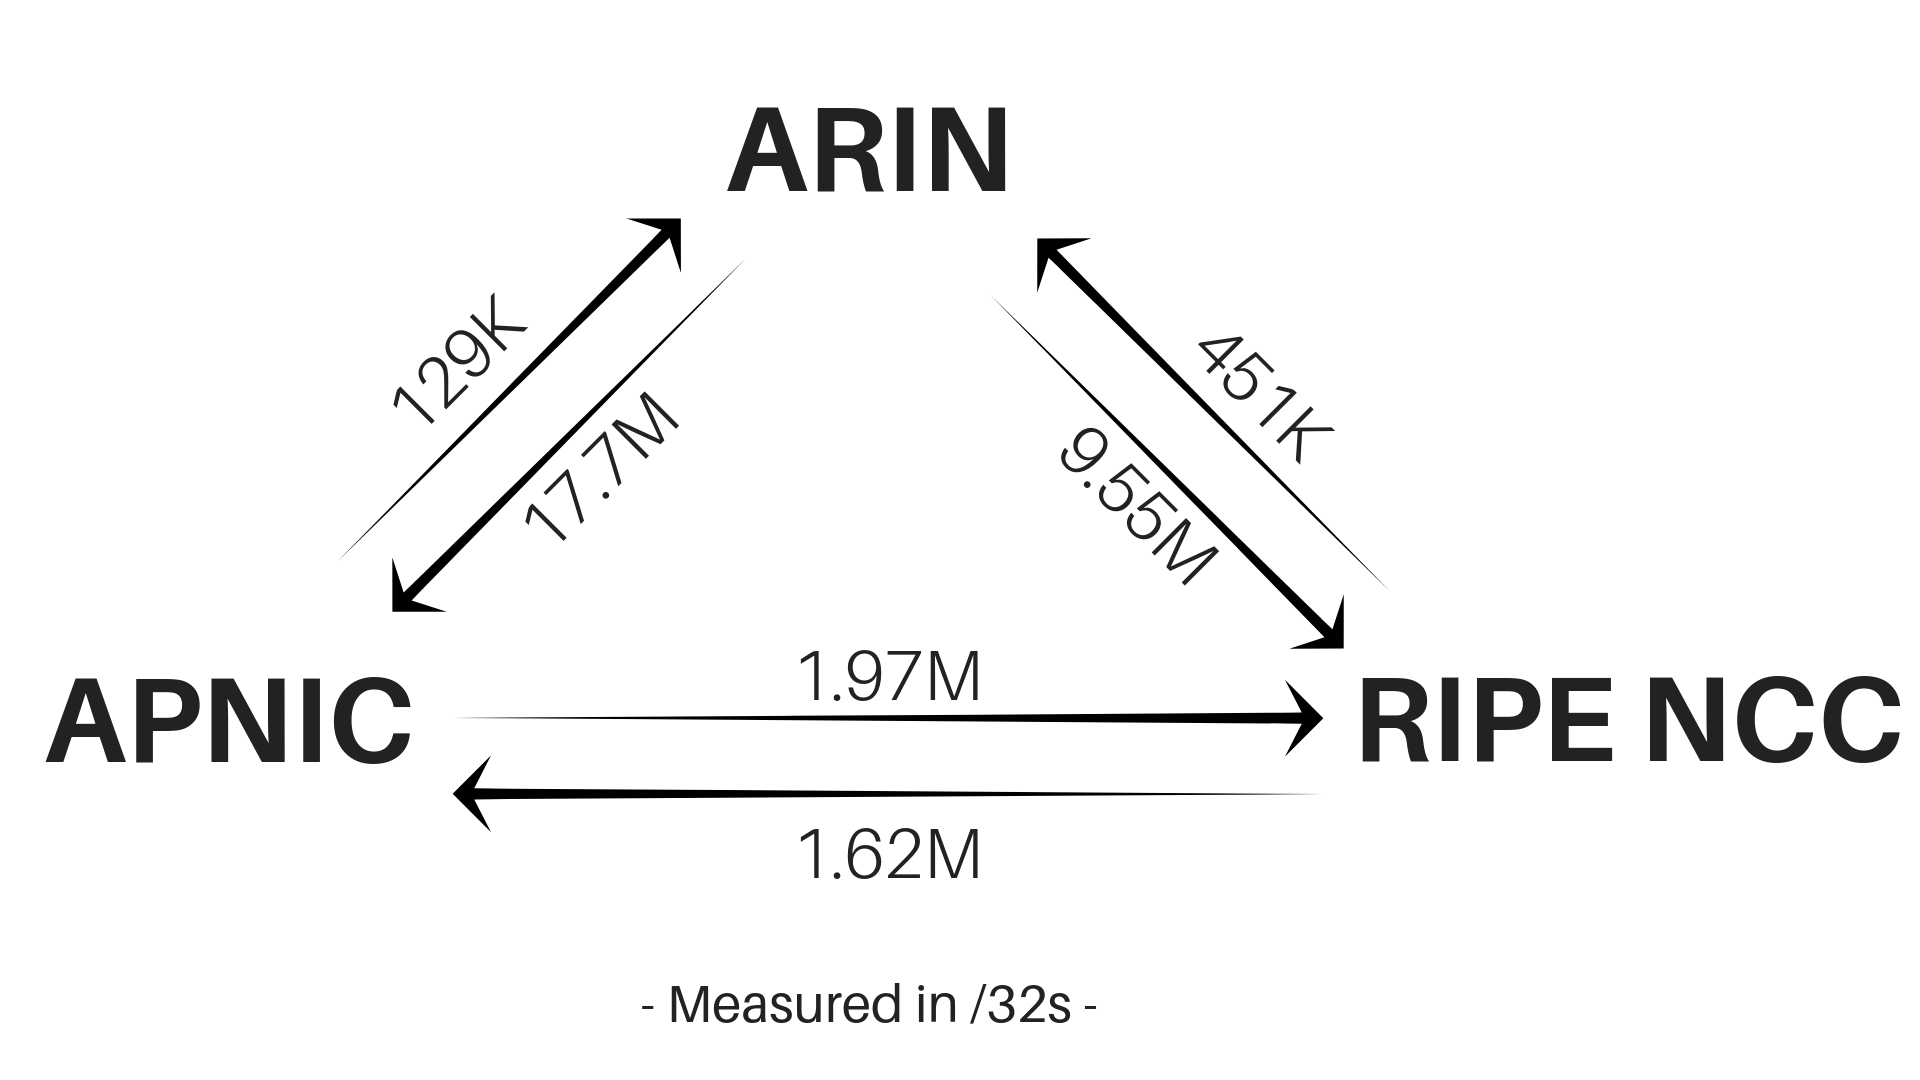 ARIN
129K
17.7M
451K
9.55M
APNIC
1.97M
RIPE NCC
1.62M
- Measured in /32s -